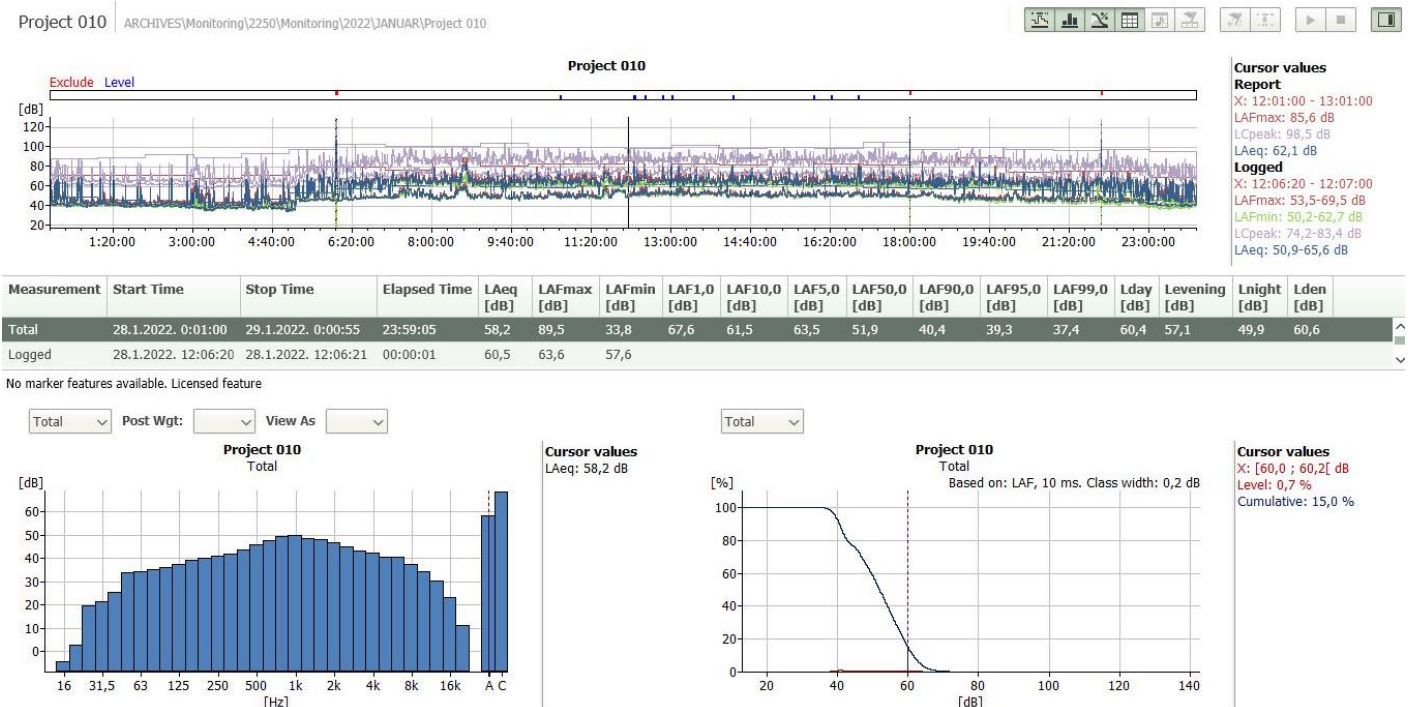 Project 010 ARCHIVES\Monitoring\2250\Monitoring\2022\JANUAR\Project 010
Project 010
Exclude Level
[dB]
120
100
80
60
40
20
1:20:00 3:00:00 4:40:00 6:20:00 8:00:00 9:40:00 11:20:00 13:00:00 14:40:00 16:20:00 18:00:00 19:40:00 21:20:00 23:00:00
Cursor values
Report
X: 12:01:00 - 13:01:00
LAFmax: 85,6 dB
LCpeak: 98,5 dB
LAeq: 62,1 dB
Logged
X: 12:06:20 - 12:07:00
LAFmax: 53,5-69,5 dB
LAFmin: 50,2-62,7 dB
LCpeak: 74,2-83,4 dB
LAeq: 50,9-65,6 dB
Measurement Start Time Stop Time Elapsed Time LAeq [dB] LAFmax [dB] LAFmin [dB] LAF1,0 [dB] LAF10,0 [dB] LAF5,0 [dB] LAF50,0 [dB] LAF90,0 [dB] LAF95,0 [dB] LAF99,0 [dB] Lday [dB] Levening [dB] Lnight [dB] Lden [dB]
Total 28.1.2022. 0:01:00 29.1.2022. 0:00:55 23:59:05 58,2 89,5 33,8 67,6 61,5 63,5 51,9 40,4 39,3 37,4 60,4 57,1 49,9 60,6
Logged 28.1.2022. 12:06:20 28.1.2022. 12:06:21 00:00:01 60,5 63,6 57,6
No marker features available. Licensed feature
Total Post Wgt: View As
Project 010
Total
[dB]
60
50
40
30
20
10
0
16 31,5 63 125 250 500 1k 2k 4k 8k 16k A C
[Hz]
Cursor values
LAeq: 58,2 dB
Total
Project 010
Total
[%] Based on: LAF, 10 ms. Class width: 0,2 dB
100
80
60
40
20
0
20 40 60 80 100 120 140
[dB]
Cursor values
X: [60,0 ; 60,2[ dB
Level: 0,7 %
Cumulative: 15,0 %